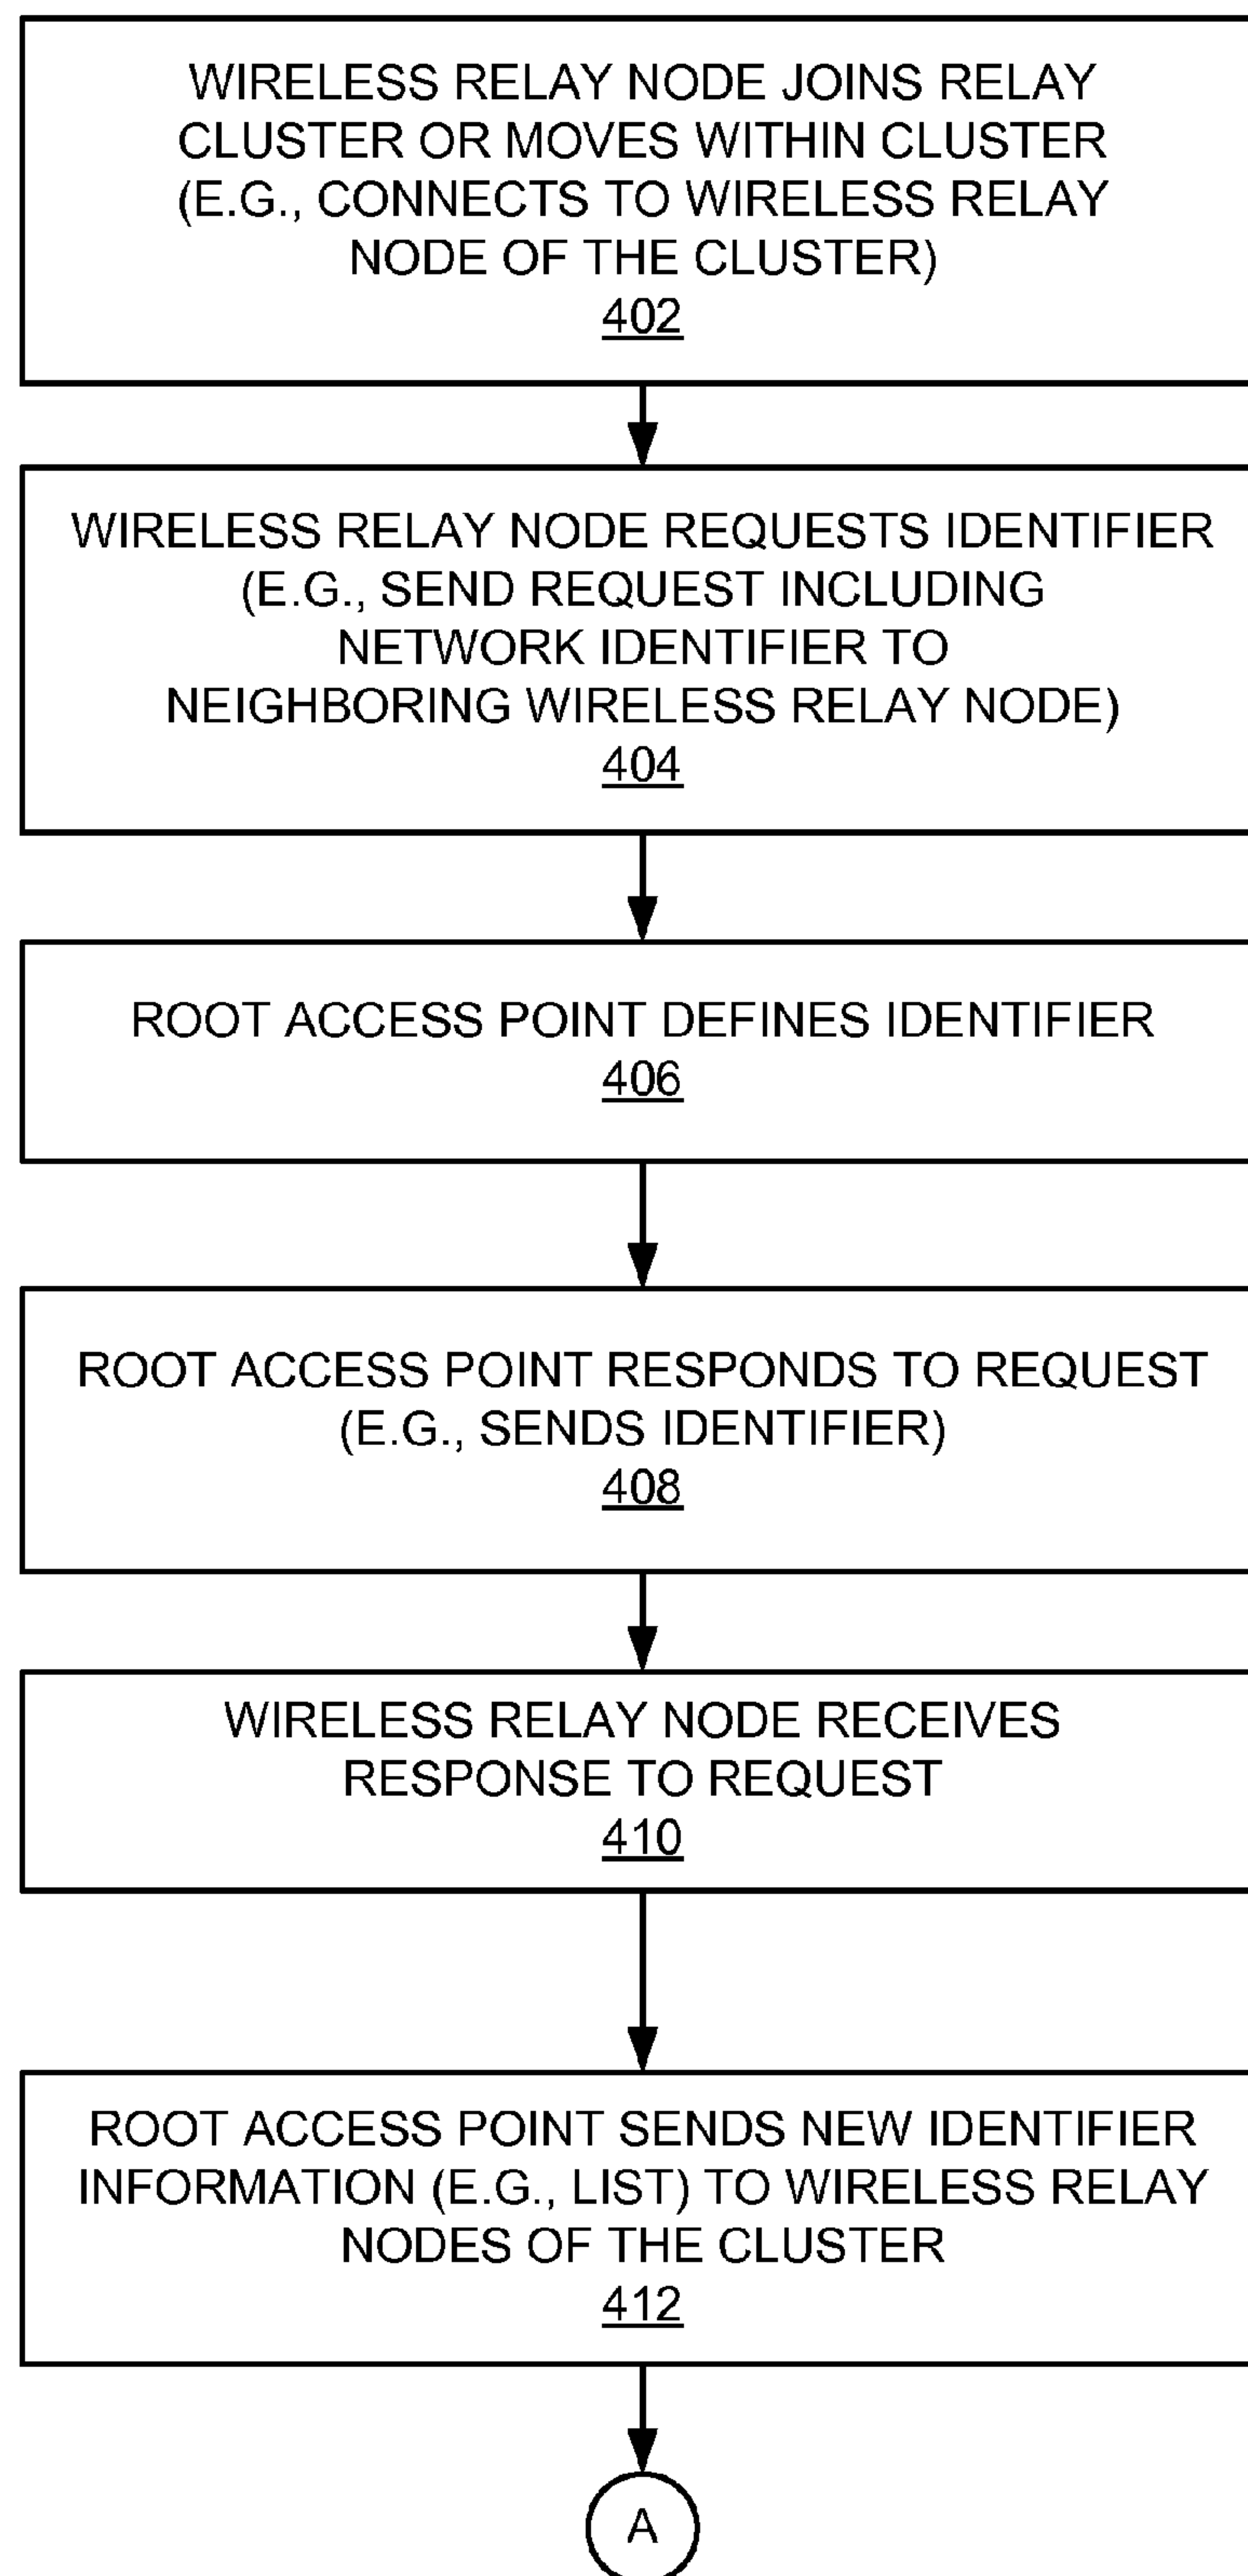 WIRELESS RELAY NODE JOINS RELAY
CLUSTER OR MOVES WITHIN CLUSTER
(E.G., CONNECTS TO WIRELESS RELAY
NODE OF THE CLUSTER)
402
WIRELESS RELAY NODE REQUESTS IDENTIFIER
(E.G., SEND REQUEST INCLUDING
NETWORK IDENTIFIER TO
NEIGHBORING WIRELESS RELAY NODE)
404
ROOT ACCESS POINT DEFINES IDENTIFIER
406
ROOT ACCESS POINT RESPONDS TO REQUEST
(E.G., SENDS IDENTIFIER)
408
WIRELESS RELAY NODE RECEIVES
RESPONSE TO REQUEST
410
ROOT ACCESS POINT SENDS NEW IDENTIFIER
INFORMATION (E.G., LIST) TO WIRELESS RELAY
NODES OF THE CLUSTER
412
A